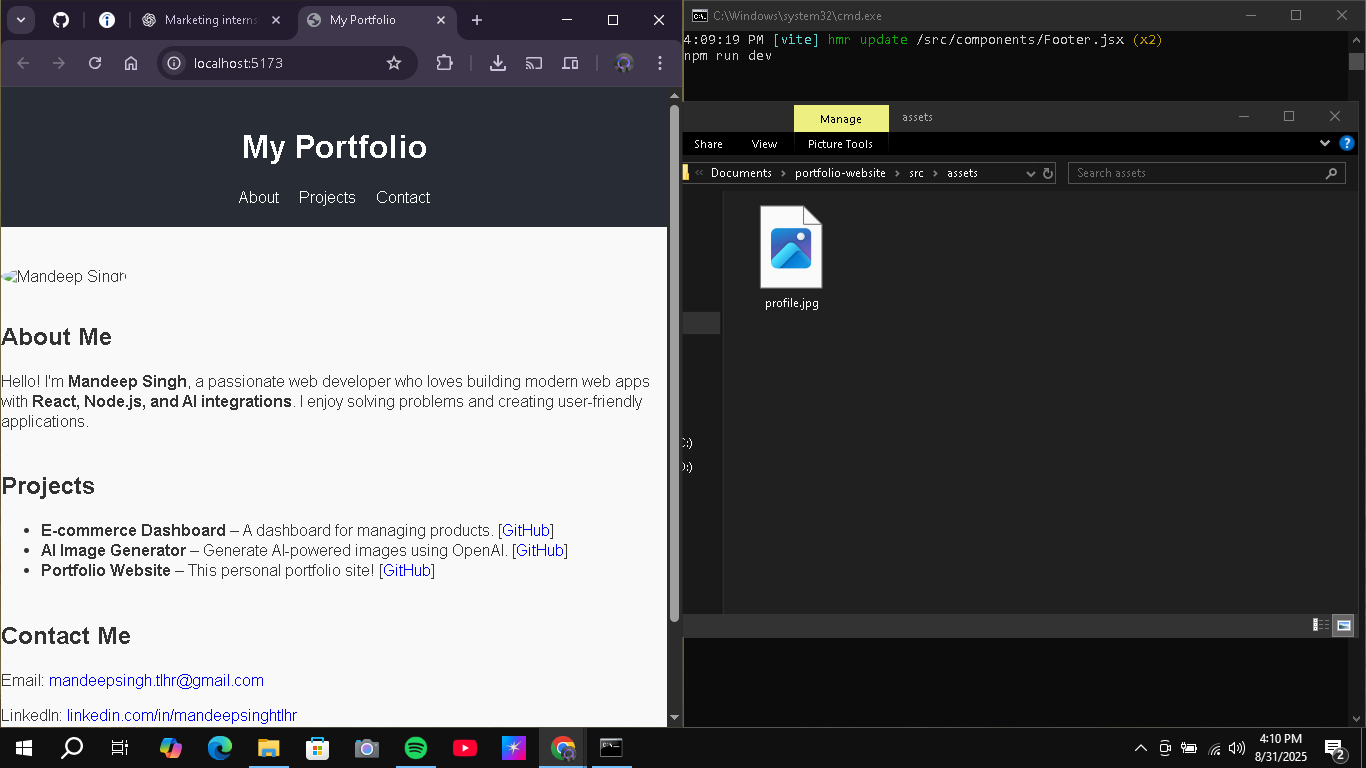 Marketing interns
My Portfolio
localhost:5173
My Portfolio
About Projects Contact
Mandeep Singh
About Me
Hello! I'm Mandeep Singh, a passionate web developer who loves building modern web apps
with React, Node.js, and AI integrations. I enjoy solving problems and creating user-friendly
applications.
Projects
• E-commerce Dashboard – A dashboard for managing products. [GitHub]
• AI Image Generator – Generate AI-powered images using OpenAI. [GitHub]
• Portfolio Website – This personal portfolio site! [GitHub]
Contact Me
Email: mandeepsingh.tlhr@gmail.com
LinkedIn: linkedin.com/in/mandeepsinghtlhr
C:\Windows\system32\cmd.exe
4:09:19 PM [vite] hmr update /src/components/Footer.jsx (x2)
npm run dev
Manage
assets
Share View Picture Tools
« Documents › portfolio-website › src › assets
Search assets
profile.jpg
C:)
D:)
4:10 PM
8/31/2025
2